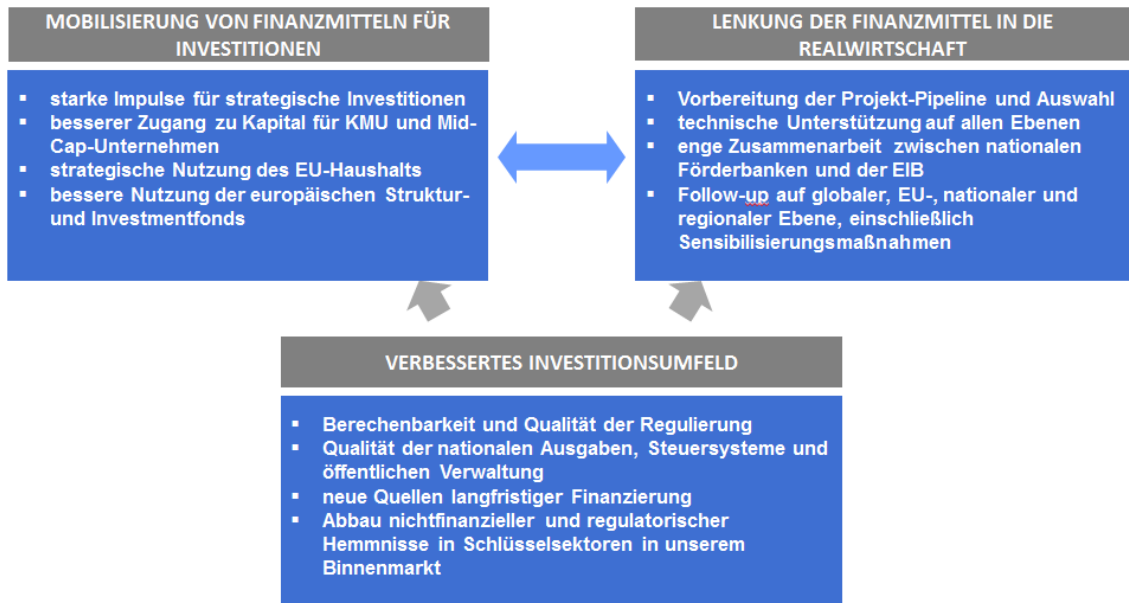 MOBILISIERUNG VON FINANZMITTELN FÜR
INVESTITIONEN
▪ starke Impulse für strategische Investitionen
▪ besserer Zugang zu Kapital für KMU und Mid-
Cap-Unternehmen
▪ strategische Nutzung des EU-Haushalts
▪ bessere Nutzung der europäischen Struktur-
und Investmentfonds
LENKUNG DER FINANZMITTEL IN DIE
REALWIRTSCHAFT
▪ Vorbereitung der Projekt-Pipeline und Auswahl
▪ technische Unterstützung auf allen Ebenen
▪ enge Zusammenarbeit zwischen nationalen
Förderbanken und der EIB
▪ Follow-up auf globaler, EU-, nationaler und
regionaler Ebene, einschließlich
Sensibilisierungsmaßnahmen
VERBESSERTES INVESTITIONSUMFELD
▪ Berechenbarkeit und Qualität der Regulierung
▪ Qualität der nationalen Ausgaben, Steuersysteme und
öffentlichen Verwaltung
▪ neue Quellen langfristiger Finanzierung
▪ Abbau nichtfinanzieller und regulatorischer
Hemmnisse in Schlüsselsektoren in unserem
Binnenmarkt